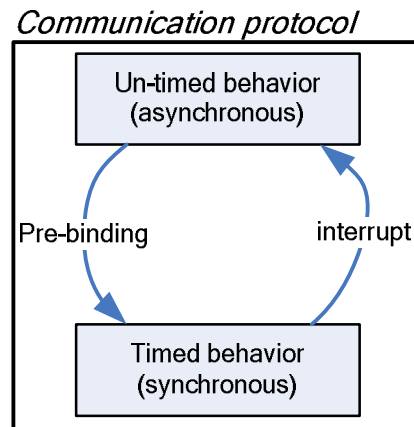 Communication protocol
Un-timed behavior
(asynchronous)
Pre-binding
interrupt
Timed behavior
(synchronous)